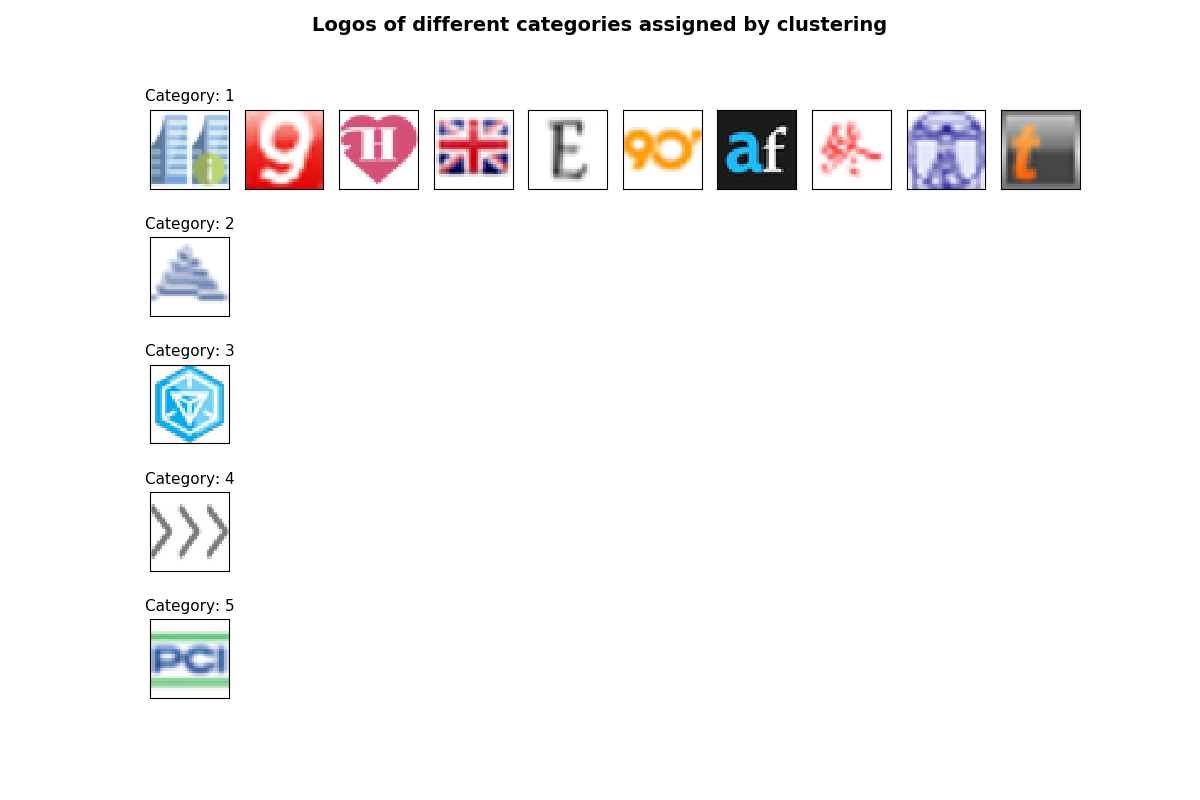 Logos of different categories assigned by clustering
Category: 1
i 9 H E 90' af t
Category: 2
Category: 3
Category: 4
Category: 5
PCI